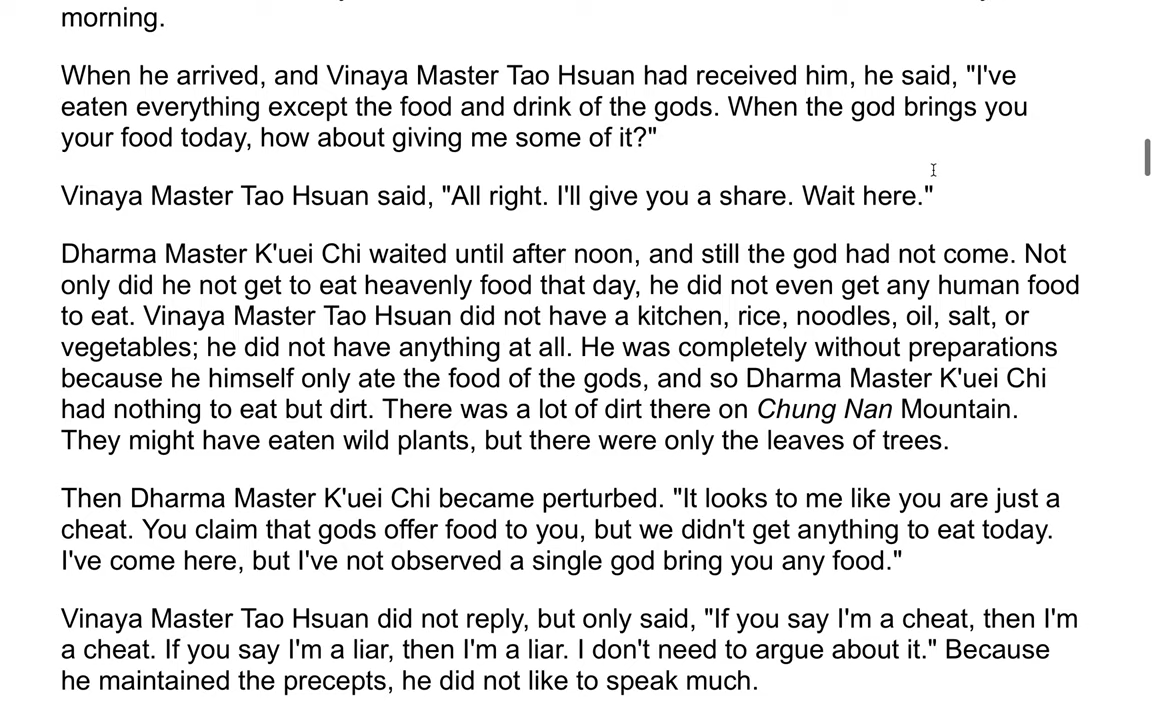 morning.
When he arrived, and Vinaya Master Tao Hsuan had received him, he said, "I've
eaten everything except the food and drink of the gods. When the god brings you
your food today, how about giving me some of it?"
Vinaya Master Tao Hsuan said, "All right. I'll give you a share. Wait here."
Dharma Master K'uei Chi waited until after noon, and still the god had not come. Not
only did he not get to eat heavenly food that day, he did not even get any human food
to eat. Vinaya Master Tao Hsuan did not have a kitchen, rice, noodles, oil, salt, or
vegetables; he did not have anything at all. He was completely without preparations
because he himself only ate the food of the gods, and so Dharma Master K'uei Chi
had nothing to eat but dirt. There was a lot of dirt there on Chung Nan Mountain.
They might have eaten wild plants, but there were only the leaves of trees.
Then Dharma Master K'uei Chi became perturbed. "It looks to me like you are just a
cheat. You claim that gods offer food to you, but we didn't get anything to eat today.
I've come here, but I've not observed a single god bring you any food."
Vinaya Master Tao Hsuan did not reply, but only said, "If you say I'm a cheat, then I'm
a cheat. If you say I'm a liar, then I'm a liar. I don't need to argue about it." Because
he maintained the precepts, he did not like to speak much.